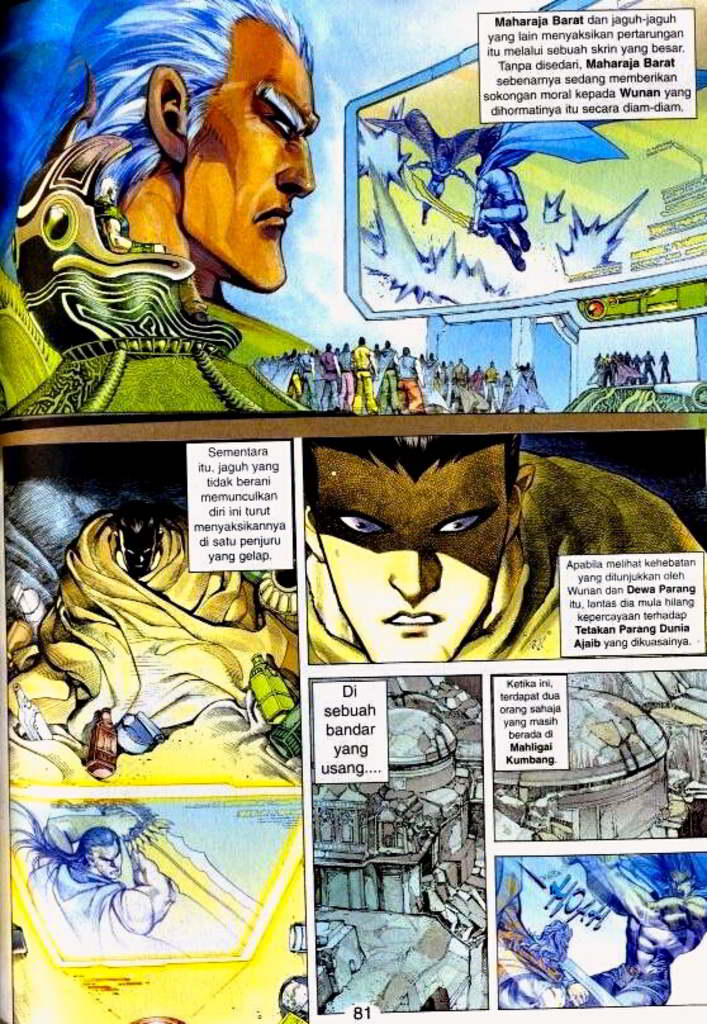 Maharaja Barat dan jaguh-jaguh
yang lain menyaksikan pertarungan
itu melalui sebuah skrin yang besar.
Tanpa disedari, Maharaja Barat
sebenarnya sedang memberikan
sokongan moral kepada Wunan yang
dihormatinya itu secara diam-diam.
Sementara
itu, jaguh yang
tidak berani
memunculkan
diri ini turut
menyaksikannya
di satu penjuru
yang gelap.
Apabila melihat kehebatan
yang ditunjukkan oleh
Wunan dan Dewa Parang
itu, lantas dia mula hilang
kepercayaan terhadap
Tetakan Parang Dunia
Ajaib yang dikuasainya.
Di
sebuah
bandar
yang
usang....
Ketika ini,
terdapat dua
orang sahaja
yang masih
berada di
Mahligai
Kumbang.
HOAH
81